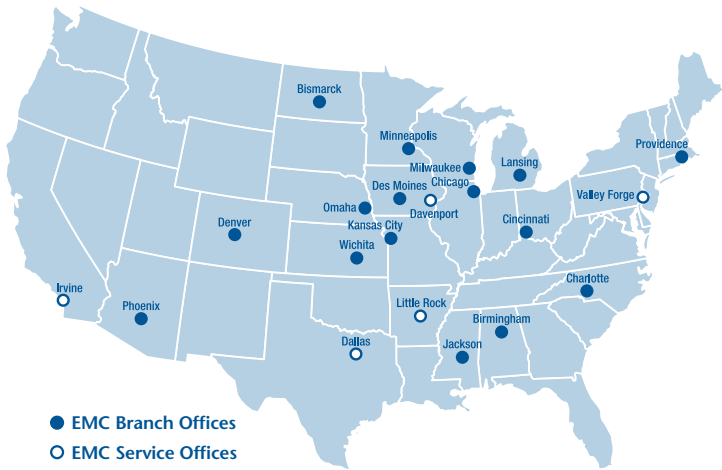 Bismarck
Minneapolis
Providence
Milwaukee
Lansing
Des Moines
Chicago
Valley Forge
Omaha
Davenport
Denver
Kansas City
Cincinnati
Wichita
Irvine
Charlotte
Phoenix
Little Rock
Birmingham
Dallas
Jackson
EMC Branch Offices
EMC Service Offices